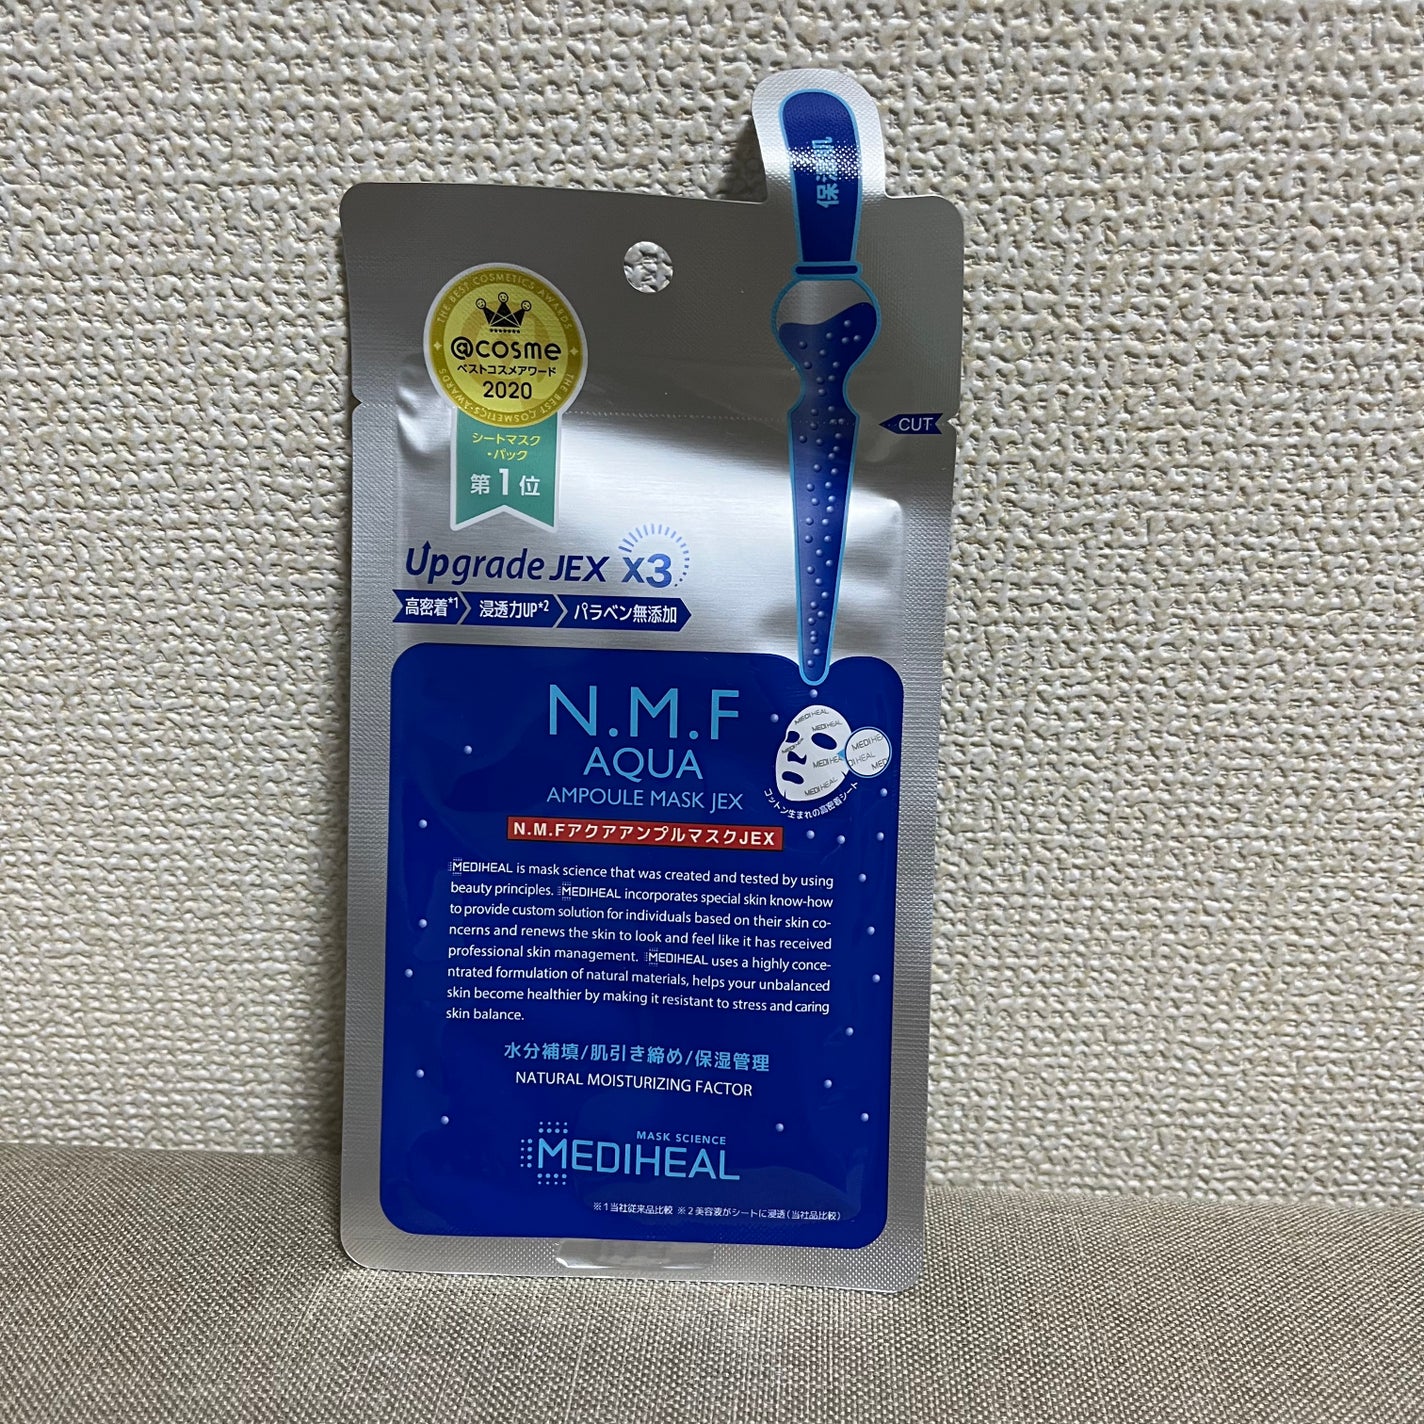 保湿肌
THE BEST COSMETICS AWARDS
@cosme
ベストコスメアワード
2020
THE BEST COSMETICS AWARDS
シートマスク
・パック
第1位
CUT
Upgrade JEX x3
高密着*1 浸透力UP*2 パラベン無添加
N.M.F
AQUA
AMPOULE MASK JEX
N.M.FアクアアンプルマスクJEX
MEDIHEAL
コットン生まれの高密着シート
MEDIHEAL is mask science that was created and tested by using
beauty principles. MEDIHEAL incorporates special skin know-how
to provide custom solution for individuals based on their skin co-
ncerns and renews the skin to look and feel like it has received
professional skin management. MEDIHEAL uses a highly conce-
ntrated formulation of natural materials, helps your unbalanced
skin become healthier by making it resistant to stress and caring
skin balance.
水分補填/肌引き締め/保湿管理
NATURAL MOISTURIZING FACTOR
MASK SCIENCE
MEDIHEAL
※1当社従来品比較 ※2美容液がシートに浸透(当社品比較)